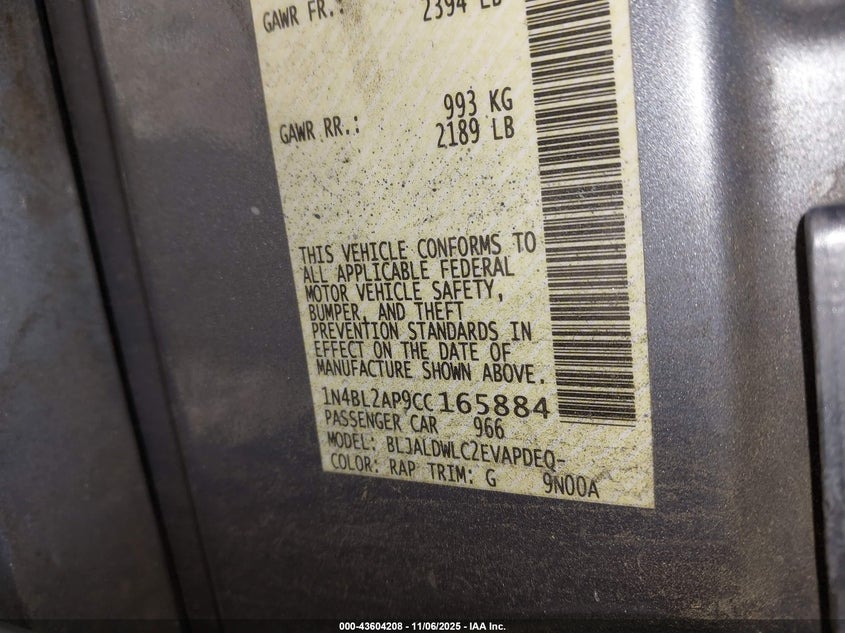 GAWR FR.: 2394 LB
993 KG
GAWR RR.: 2189 LB
THIS VEHICLE CONFORMS TO
ALL APPLICABLE FEDERAL
MOTOR VEHICLE SAFETY,
BUMPER, AND THEFT
PREVENTION STANDARDS IN
EFFECT ON THE DATE OF
MANUFACTURE SHOWN ABOVE.
1N4BL2AP9CC165884
PASSENGER CAR 966
MODEL: BLJALDWLC2EVAPDEQ-
COLOR: RAP TRIM: G 9N00A
000-43604208 - 11/06/2025 - IAA Inc.